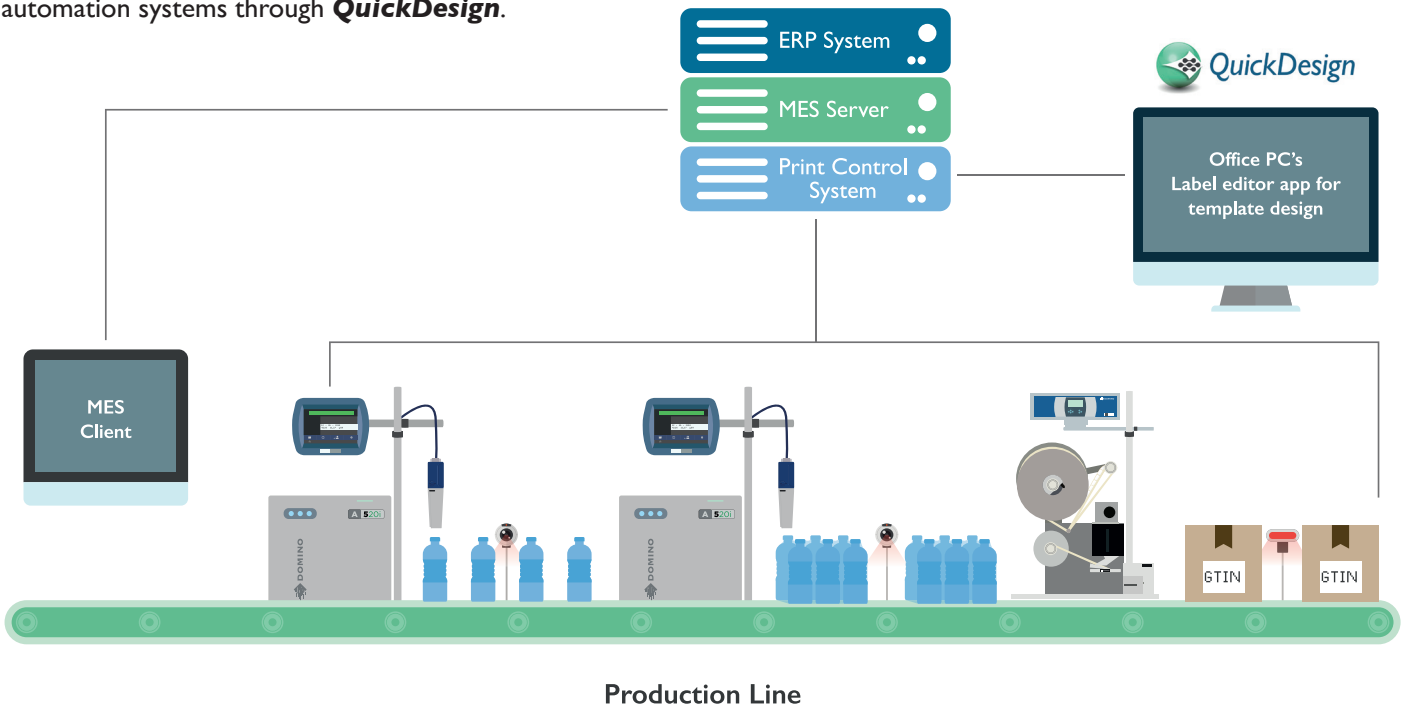 automation systems through QuickDesign.
ERP System
QuickDesign
MES Server
Print Control
System
Office PC's
Label editor app for
template design
MES
Client
A 520i
DOMINO
A 520i
DOMINO
GTIN
GTIN
Production Line